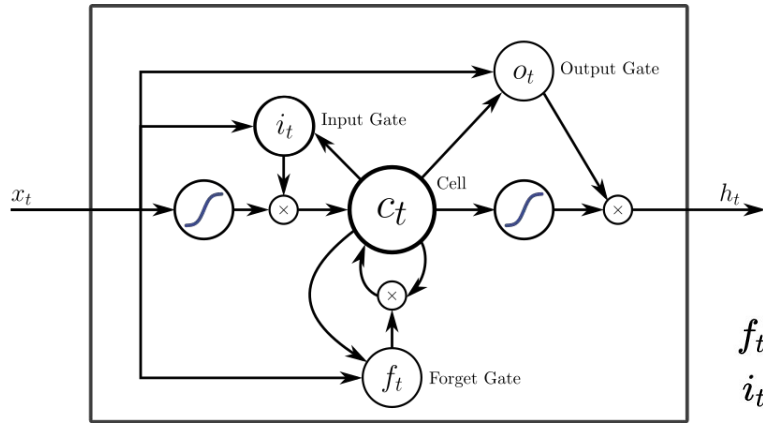 o_t Output Gate
i_t Input Gate
Cell
x_t
×
c_t
×
h_t
×
f_t
f_t Forget Gate
i_t